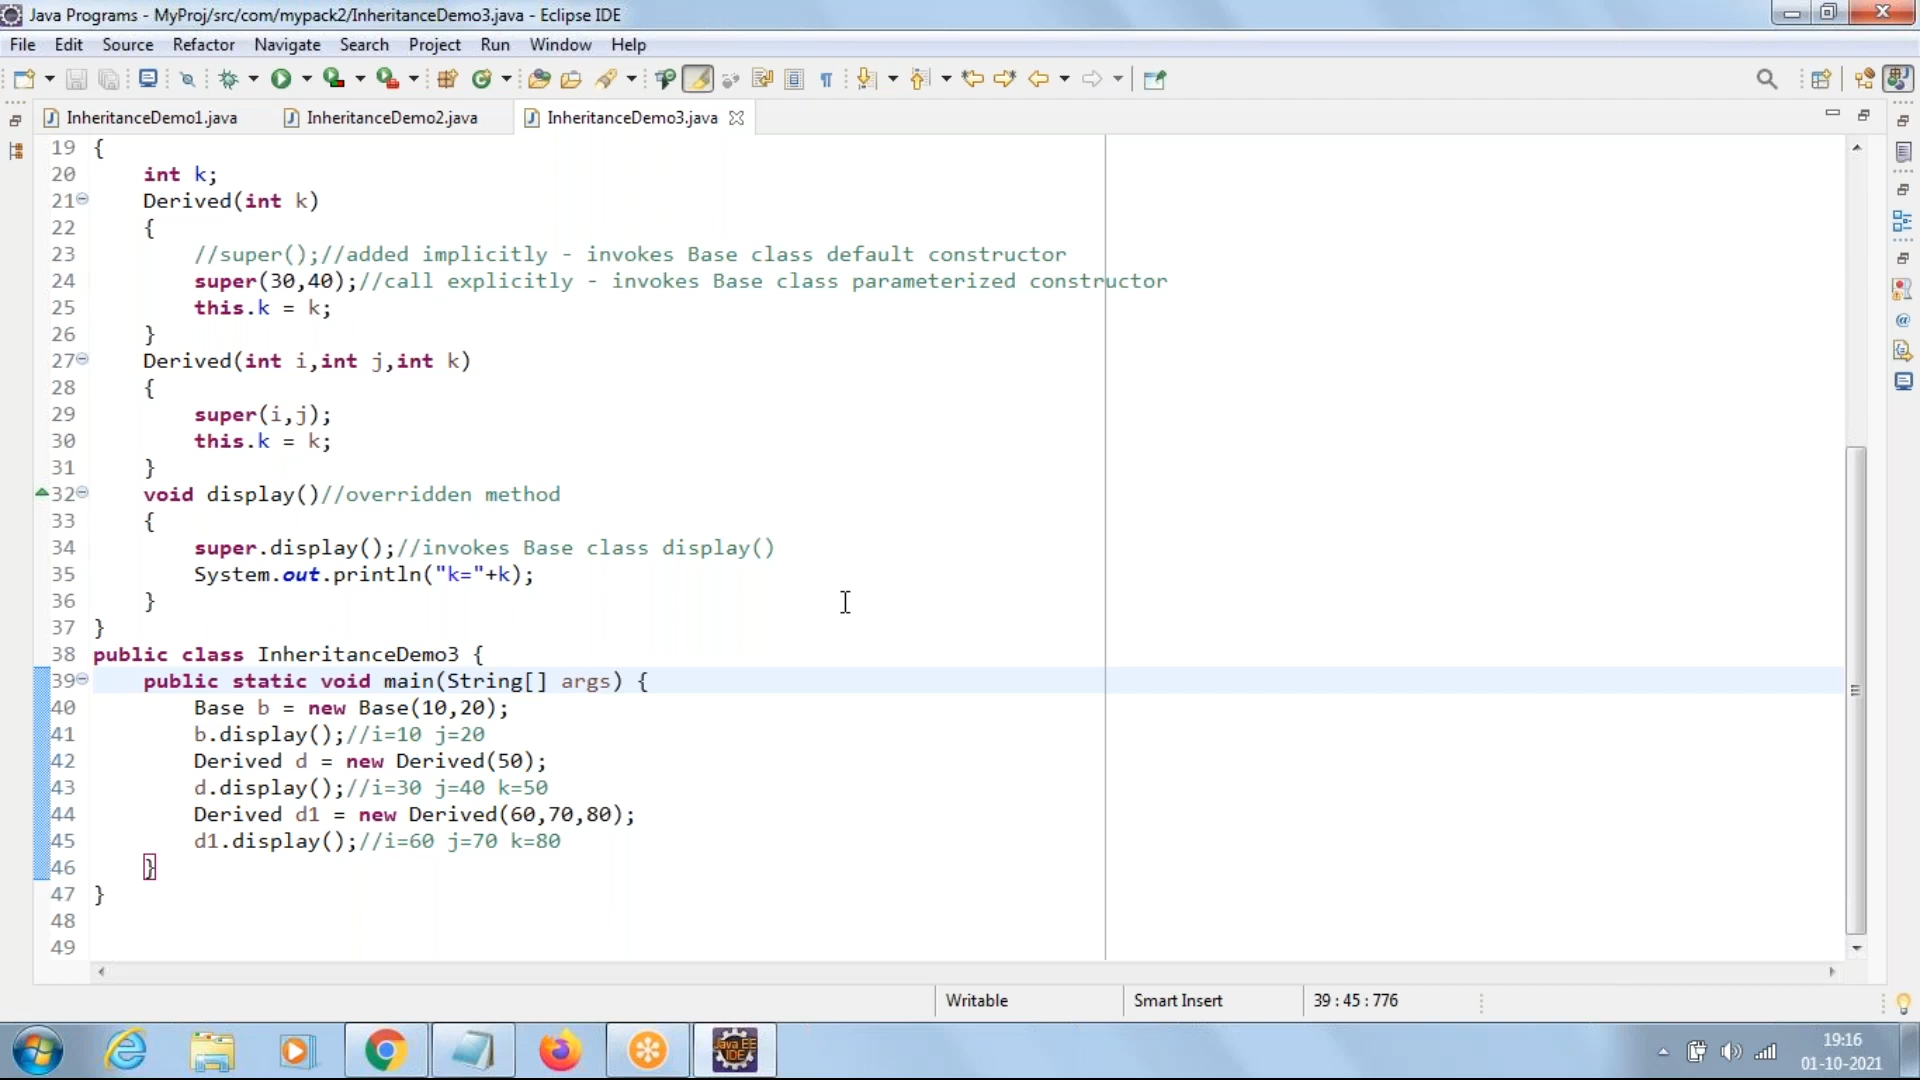 Java Programs - MyProj/src/com/mypack2/InheritanceDemo3.java - Eclipse IDE
File Edit Source Refactor Navigate Search Project Run Window Help
InheritanceDemo1.java InheritanceDemo2.java InheritanceDemo3.java
19 {
20 int k;
21 Derived(int k)
22 {
23 //super();//added implicitly - invokes Base class default constructor
24 super(30,40);//call explicitly - invokes Base class parameterized constructor
25 this.k = k;
26 }
27 Derived(int i,int j,int k)
28 {
29 super(i,j);
30 this.k = k;
31 }
32 void display()//overridden method
33 {
34 super.display();//invokes Base class display()
35 System.out.println("k="+k);
36 }
37 }
38 public class InheritanceDemo3 {
39 public static void main(String[] args) {
40 Base b = new Base(10,20);
41 b.display();//i=10 j=20
42 Derived d = new Derived(50);
43 d.display();//i=30 j=40 k=50
44 Derived d1 = new Derived(60,70,80);
45 d1.display();//i=60 j=70 k=80
46 }
47 }
48
49
Writable Smart Insert 39 : 45 : 776
Java EE
IDE
19:16
01-10-2021